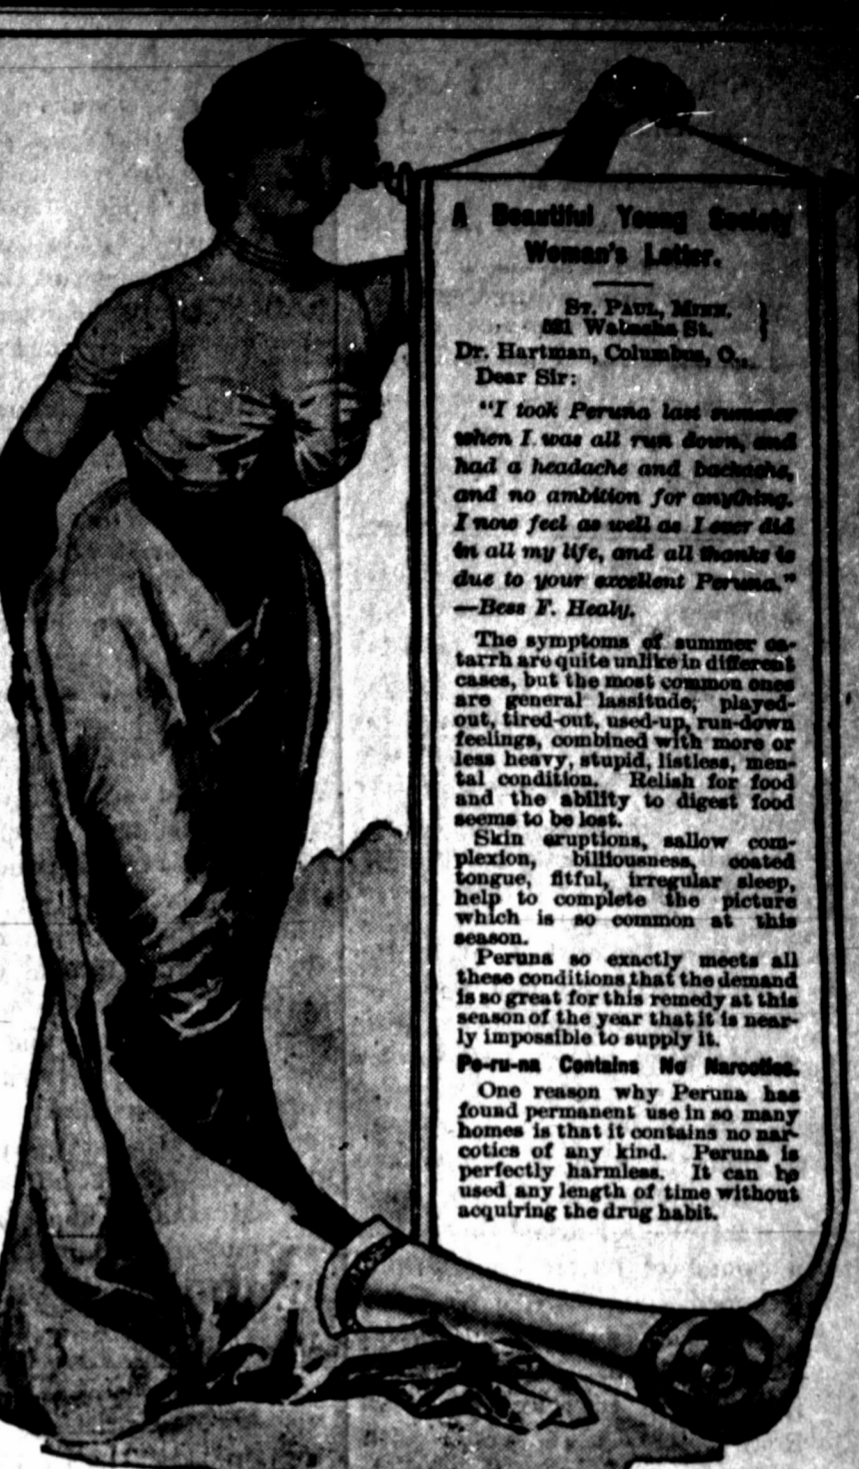 A Beautiful Young Society
Woman's Letter.
ST. PAUL, MINN.
521 Wabasha St.
Dr. Hartman, Columbus, O.,
Dear Sir:
"I took Peruna last summer
when I was all run down, and
had a headache and backache,
and no ambition for anything.
I now feel as well as I ever did
in all my life, and all thanks is
due to your excellent Peruna."
—Bess F. Healy.
The symptoms of summer ca-
tarrh are quite unlike in different
cases, but the most common ones
are general lassitude, played-
out, tired-out, used-up, run-down
feelings, combined with more or
less heavy, stupid, listless, men-
tal condition. Relish for food
and the ability to digest food
seems to be lost.
Skin eruptions, sallow com-
plexion, billiousness, coated
tongue, fitful, irregular sleep,
help to complete the picture
which is so common at this
season.
Peruna so exactly meets all
these conditions that the demand
is so great for this remedy at this
season of the year that it is near-
ly impossible to supply it.
Pe-ru-na Contains No Narcotics.
One reason why Peruna has
found permanent use in so many
homes is that it contains no nar-
cotics of any kind. Peruna is
perfectly harmless. It can be
used any length of time without
acquiring the drug habit.